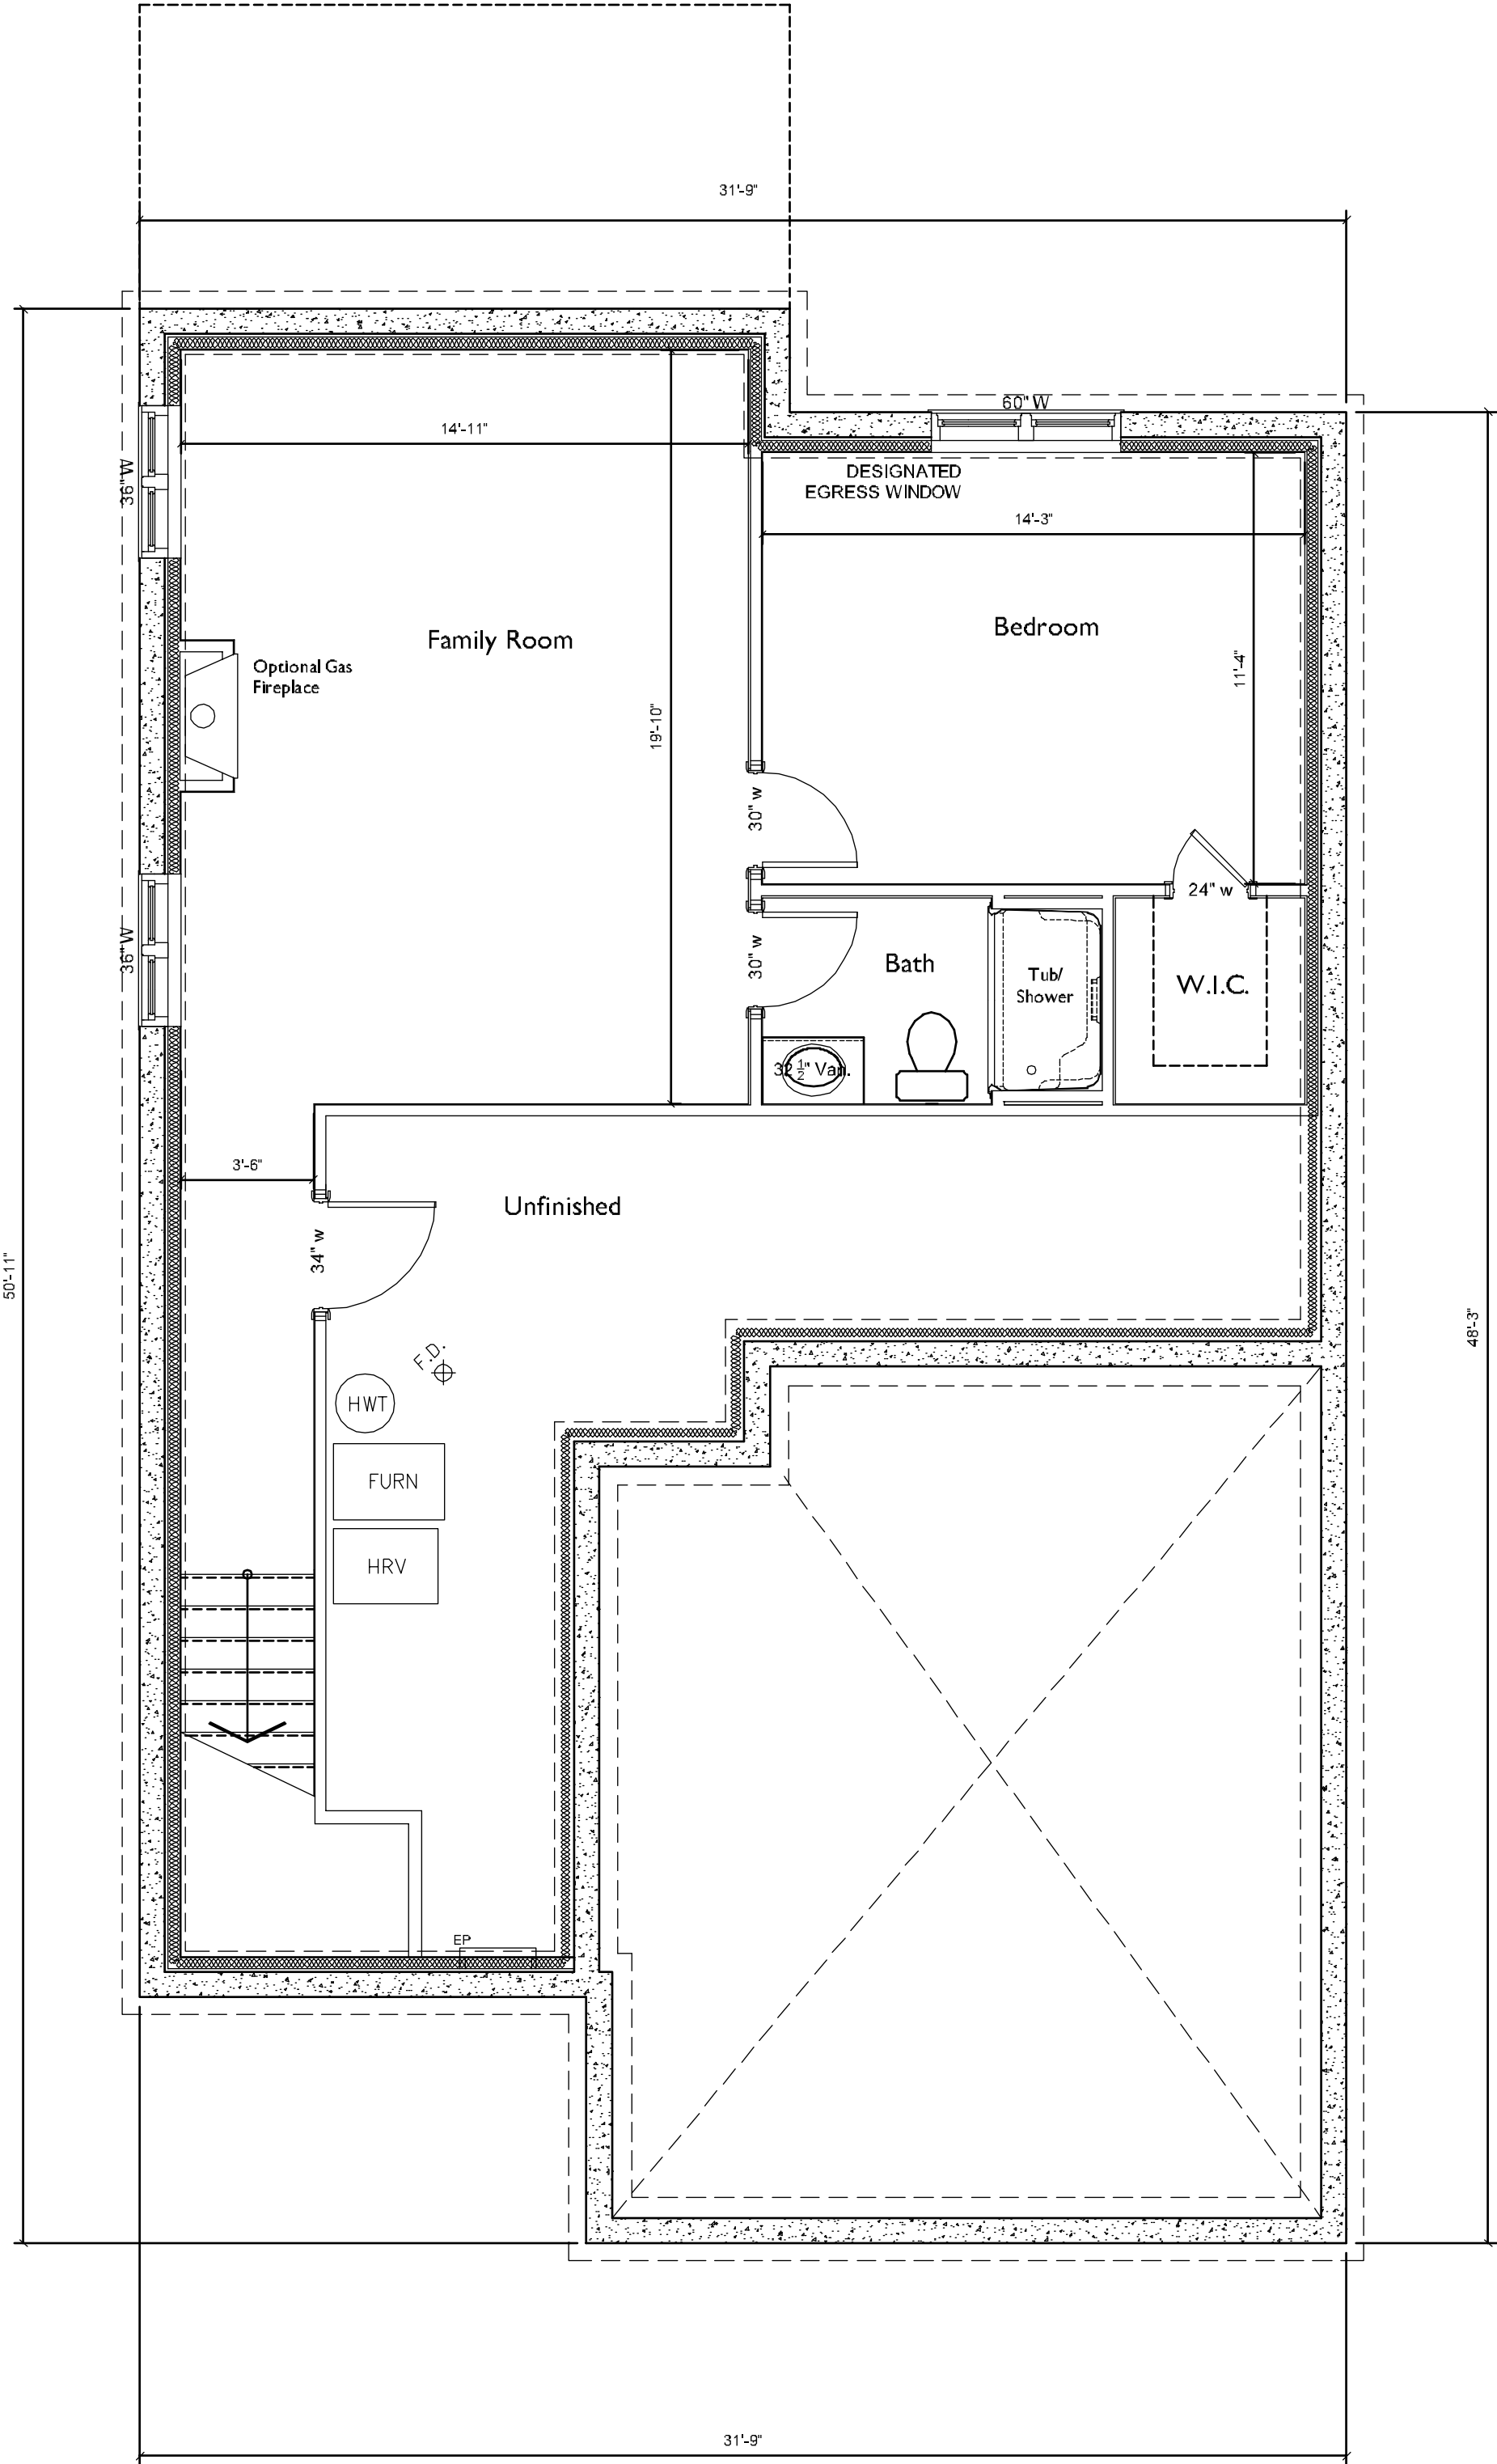 31'-9"
60" W
14'-11"
DESIGNATED
EGRESS WINDOW
36" W
14'-3"
Family Room
Bedroom
Optional Gas
Fireplace
11'-4"
19'-10"
30" w
24" w
36" W
30" w
Bath
Tub/
Shower
W.I.C.
32 1/2" Van.
3'-6"
Unfinished
34" w
50'-11"
48'-3"
F.D.
HWT
FURN
HRV
EP
31'-9"